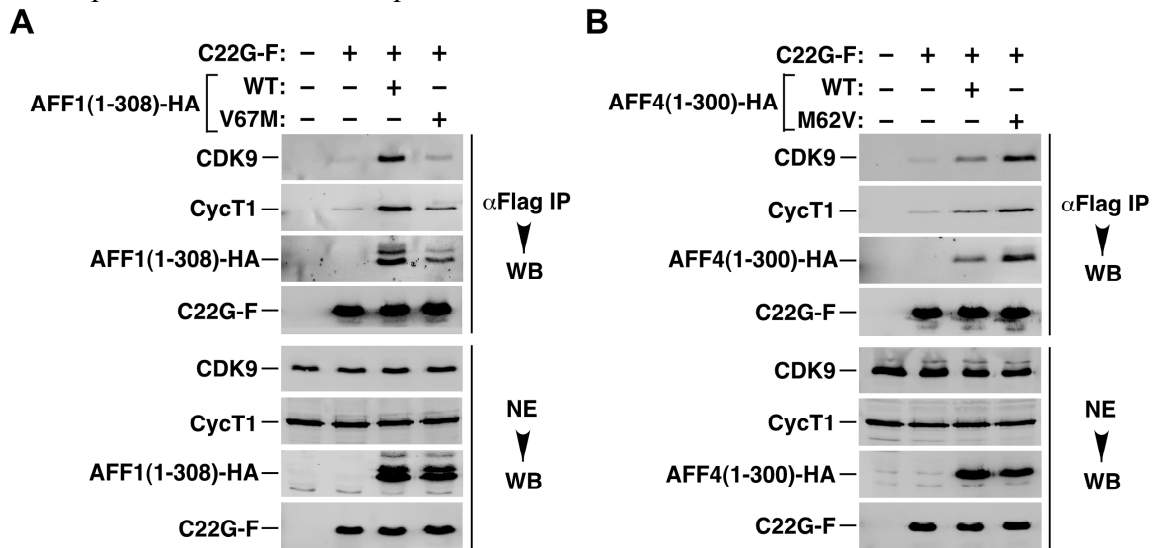 A
C22G-F: − + + +
AFF1(1-308)-HA
WT: − − + −
V67M: − − − +
CDK9
CycT1
AFF1(1-308)-HA
C22G-F
αFlag IP
WB
CDK9
CycT1
AFF1(1-308)-HA
C22G-F
NE
WB
B
C22G-F: − + + +
AFF4(1-300)-HA
WT: − − + −
M62V: − − − +
CDK9
CycT1
AFF4(1-300)-HA
C22G-F
αFlag IP
WB
CDK9
CycT1
AFF4(1-300)-HA
C22G-F
NE
WB